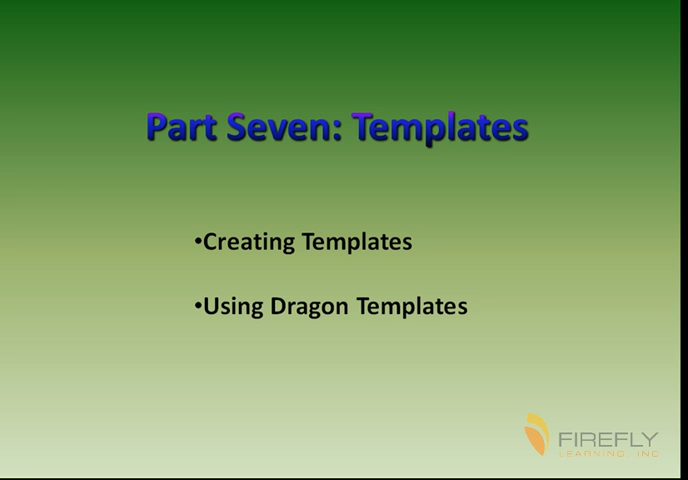 Part Seven: Templates
•Creating Templates
•Using Dragon Templates
FIREFLY
LEARNING, INC